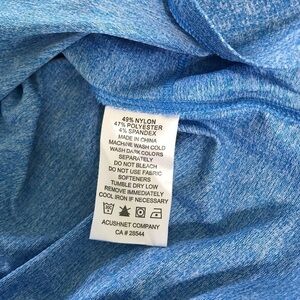 49% NYLON
47% POLYESTER
4% SPANDEX
MADE IN CHINA
MACHINE WASH COLD
WASH DARK COLORS
SEPARATELY
DO NOT BLEACH
DO NOT USE FABRIC
SOFTENERS
TUMBLE DRY LOW
REMOVE IMMEDIATELY
COOL IRON IF NECESSARY
ACUSHNET COMPANY
CA # 28544